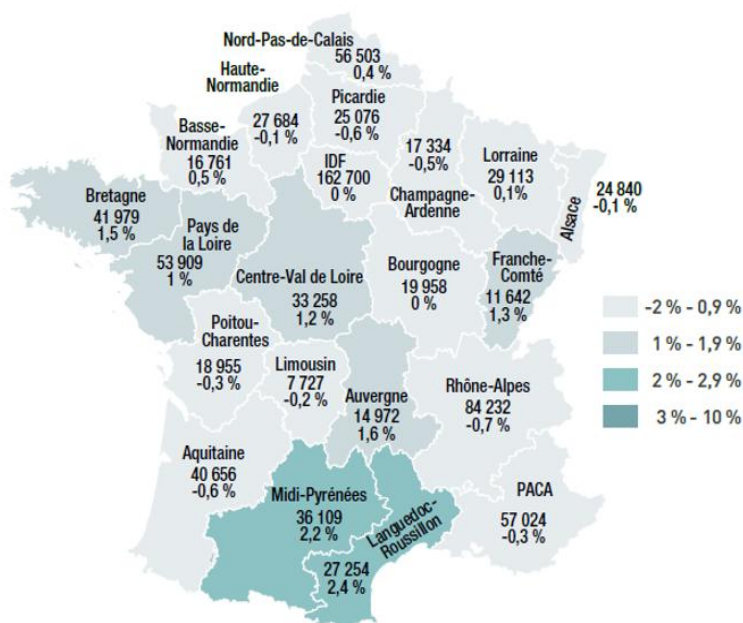 Nord-Pas-de-Calais
56 503
0,4 %
Haute-
Normandie
27 684
-0,1 %
Picardie
25 076
-0,6 %
Basse-
Normandie
16 761
0,5 %
IDF
162 700
0 %
17 334
-0,5%
Champagne-
Ardenne
Lorraine
29 113
0,1%
Alsace
24 840
-0,1 %
Bretagne
41 979
1,5 %
Pays de
la Loire
53 909
1 %
Centre-Val de Loire
33 258
1,2 %
Bourgogne
19 958
0 %
Franche-
Comté
11 642
1,3 %
-2 % - 0,9 %
1 % - 1,9 %
2 % - 2,9 %
3 % - 10 %
Poitou-
Charentes
18 955
-0,3 %
Limousin
7 727
-0,2 %
Auvergne
14 972
1,6 %
Rhône-Alpes
84 232
-0,7 %
Aquitaine
40 656
-0,6 %
Midi-Pyrénées
36 109
2,2 %
Languedoc-
Roussillon
27 254
2,4 %
PACA
57 024
-0,3 %